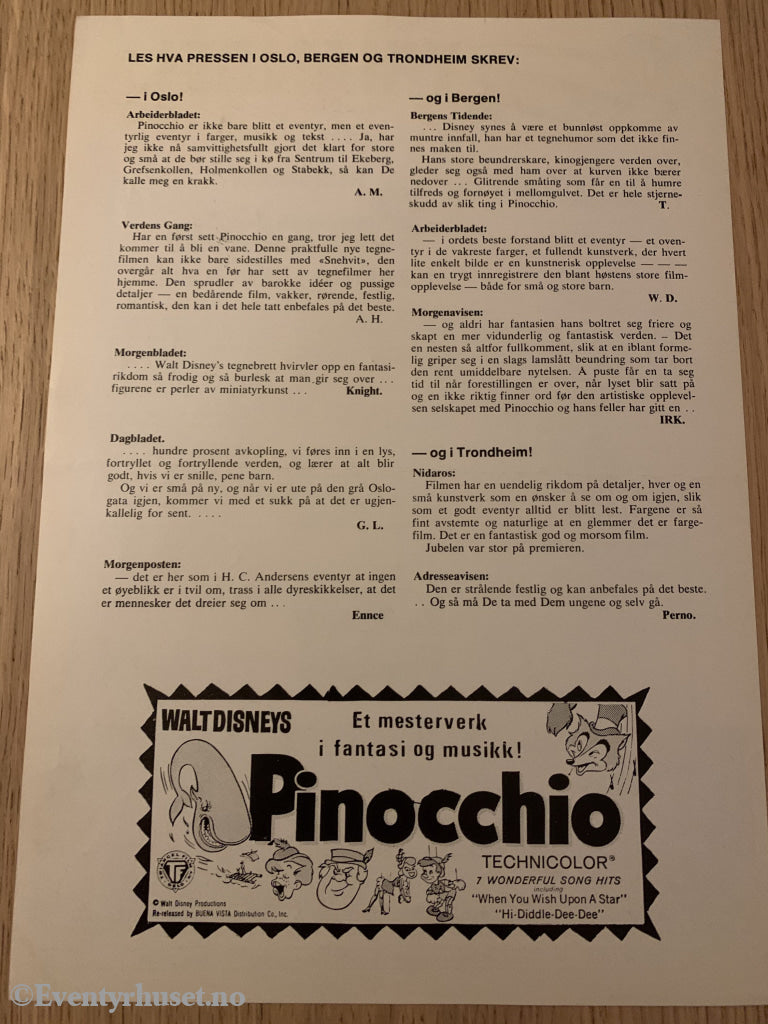 LES HVA PRESSEN I OSLO, BERGEN OG TRONDHEIM SKREV:
— i Oslo!
Arbeiderbladet:
Pinocchio er ikke bare blitt et eventyr, men et even-
tyrlig eventyr i farger, musikk og tekst .... Ja, har
jeg ikke nå samvittighetsfullt gjort det klart for store
og små at de bør stille seg i kø fra Sentrum til Ekeberg,
Grefsenkollen, Holmenkollen og Stabekk, så kan De
kalle meg en krakk.
A. M.
Verdens Gang:
Har en først sett Pinocchio en gang, tror jeg lett det
kommer til å bli en vane. Denne praktfulle nye tegne-
filmen kan ikke bare sidestilles med «Snehvit», den
overgår alt hva en før har sett av tegnefilmer her
hjemme. Den sprudler av barokke idéer og pussige
detaljer — en bedårende film, vakker, rørende, festlig,
romantisk, den kan i det hele tatt enbefales på det beste.
A. H.
Morgenbladet:
.... Walt Disney's tegnebrett hvirvler opp en fantasi-
rikdom så frodig og så burlesk at man gir seg over ...
figurene er perler av miniatyrkunst ... Knight.
Dagbladet.
.... hundre prosent avkopling, vi føres inn i en lys,
fortryllet og fortryllende verden, og lærer at alt blir
godt, hvis vi er snille, pene barn.
Og vi er små på ny, og når vi er ute på den grå Oslo-
gata igjen, kommer vi med et sukk på at det er ugjen-
kallelig for sent. ....
G. L.
Morgenposten:
— det er her som i H. C. Andersens eventyr at ingen
et øyeblikk er i tvil om, trass i alle dyreskikkelser, at det
er mennesker det dreier seg om ...
Ennce
— og i Bergen!
Bergens Tidende:
... Disney synes å være et bunnløst oppkomme av
muntre innfall, han har et tegnehumor som det ikke fin-
nes maken til.
Hans store beundrerskare, kinogjengere verden over,
gleder seg også med ham over at kurven ikke bærer
nedover ... Glitrende småting som får en til å humre
tilfreds og fornøyet i mellomgulvet. Det er hele stjerne-
skudd av slik ting i Pinocchio. T.
Arbeiderbladet:
— i ordets beste forstand blitt et eventyr — et oven-
tyr i de vakreste farger, et fullendt kunstverk, der hvert
lite enkelt bilde er en kunstnerisk opplevelse — — —
kan en trygt innregistrere den blant høstens store film-
opplevelse — både for små og store barn.
W. D.
Morgenavisen:
— og aldri har fantasien hans boltret seg friere og
skapt en mer vidunderlig og fantastisk verden. – Det
en nesten så altfor fullkomment, slik at en iblant forme-
lig griper seg i en slags lamslått beundring som tar bort
den rent umiddelbare nytelsen. Å puste får en ta seg
tid til når forestillingen er over, når lyset blir satt på
og en ikke riktig finner ord før den artistiske opplevel-
sen selskapet med Pinocchio og hans feller har gitt en ..
IRK.
— og i Trondheim!
Nidaros:
Filmen har en uendelig rikdom på detaljer, hver og en
små kunstverk som en ønsker å se om og om igjen, slik
som et godt eventyr alltid er blitt lest. Fargene er så
fint avstemte og naturlige at en glemmer det er farge-
film. Det er en fantastisk god og morsom film.
Jubelen var stor på premieren.
Adresseavisen:
Den er strålende festlig og kan anbefales på det beste.
.. Og så må De ta med Dem ungene og selv gå.
Perno.
WALT DISNEYS
Et mesterverk
i fantasi og musikk!
Pinocchio
TECHNICOLOR®
7 WONDERFUL SONG HITS
including
"When You Wish Upon A Star"
"Hi-Diddle-Dee-Dee"
TF
© Walt Disney Productions
Re-released by BUENA VISTA Distribution Co., Inc.
©Eventyrhuset.no